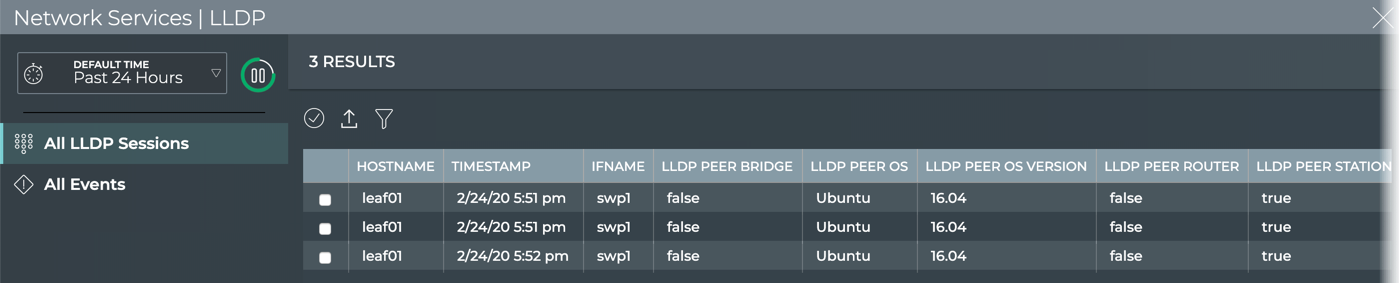 Network Services | LLDP
DEFAULT TIME
Past 24 Hours
All LLDP Sessions
All Events
3 RESULTS
HOSTNAME TIMESTAMP IFNAME LLDP PEER BRIDGE LLDP PEER OS LLDP PEER OS VERSION LLDP PEER ROUTER LLDP PEER STATION
leaf01 2/24/20 5:51 pm swp1 false Ubuntu 16.04 false true
leaf01 2/24/20 5:51 pm swp1 false Ubuntu 16.04 false true
leaf01 2/24/20 5:52 pm swp1 false Ubuntu 16.04 false true